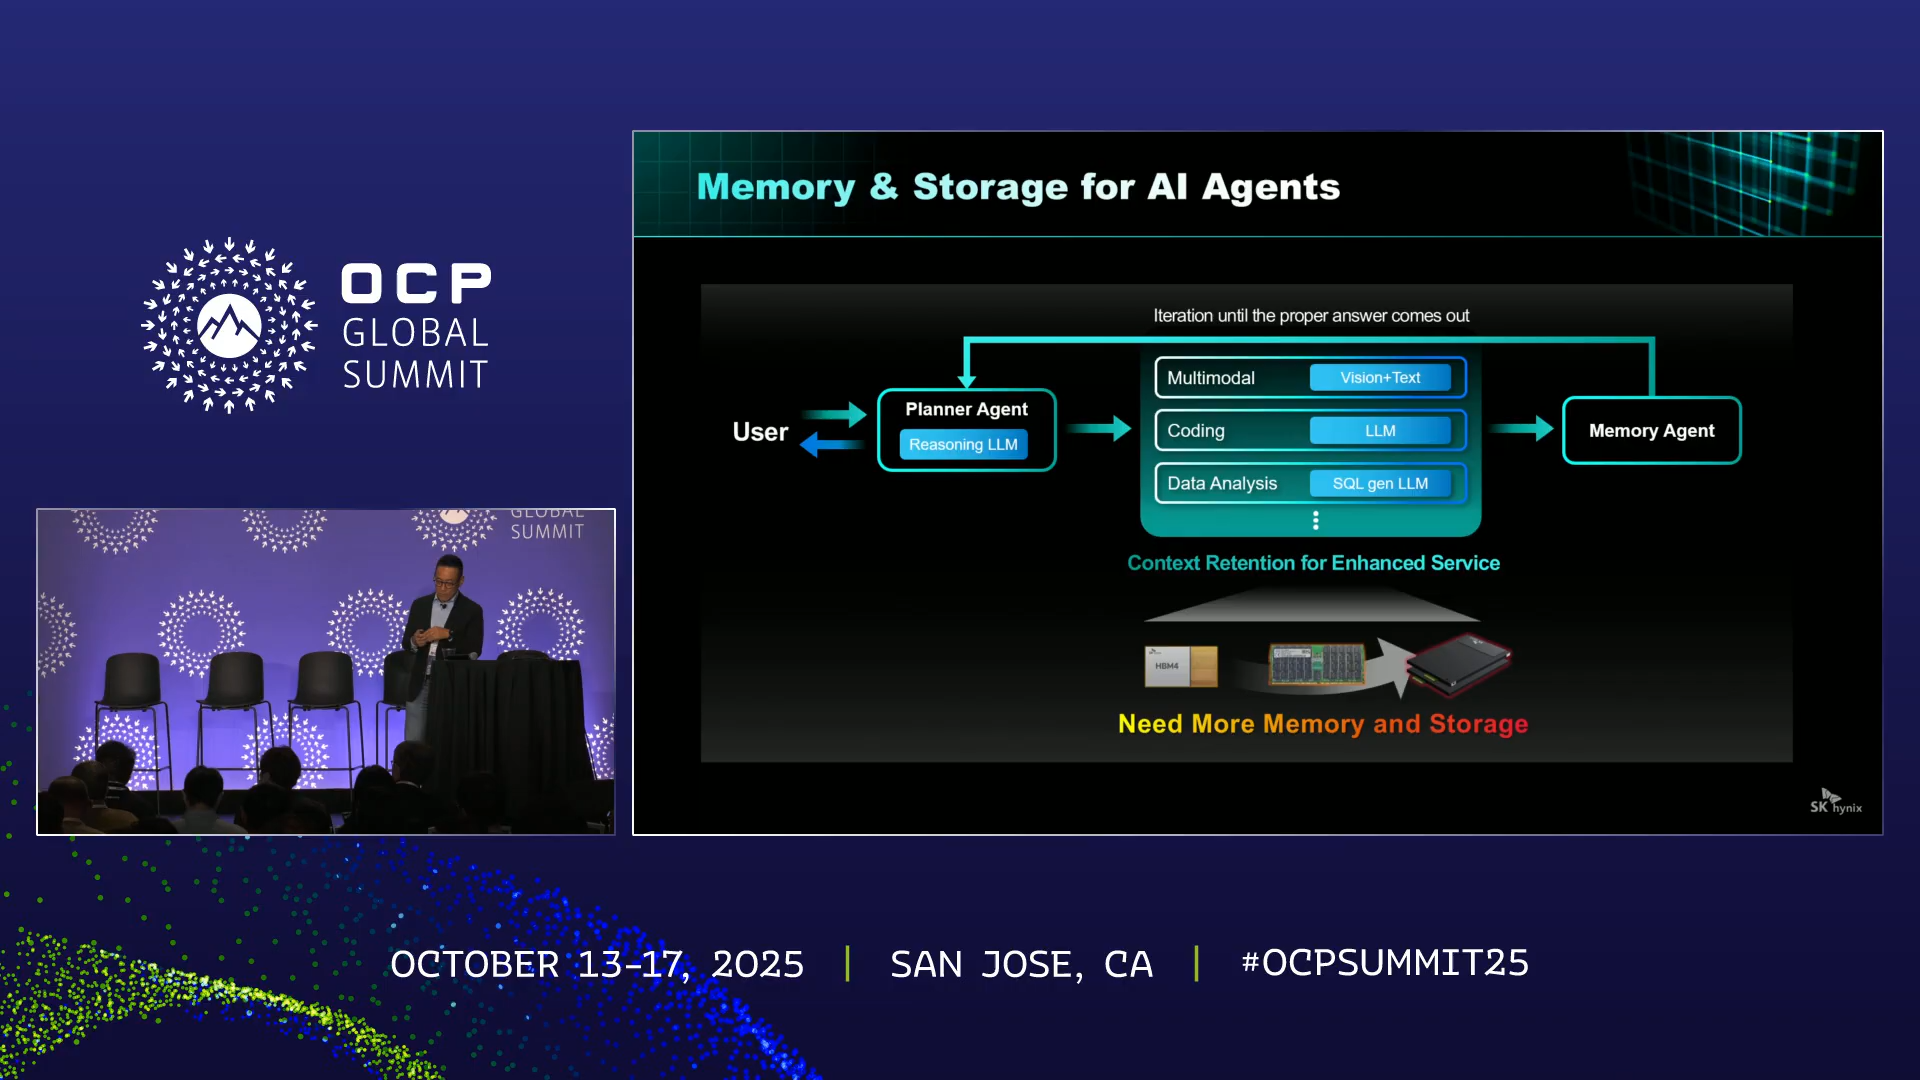 OCP
GLOBAL
SUMMIT
Memory & Storage for AI Agents
Iteration until the proper answer comes out
User
Planner Agent
Reasoning LLM
Multimodal
Vision+Text
Coding
LLM
Data Analysis
SQL gen LLM
Memory Agent
Context Retention for Enhanced Service
HBM4
Need More Memory and Storage
SK hynix
GLOBAL
SUMMIT
OCTOBER 13-17, 2025 | SAN JOSE, CA | #OCPSUMMIT25